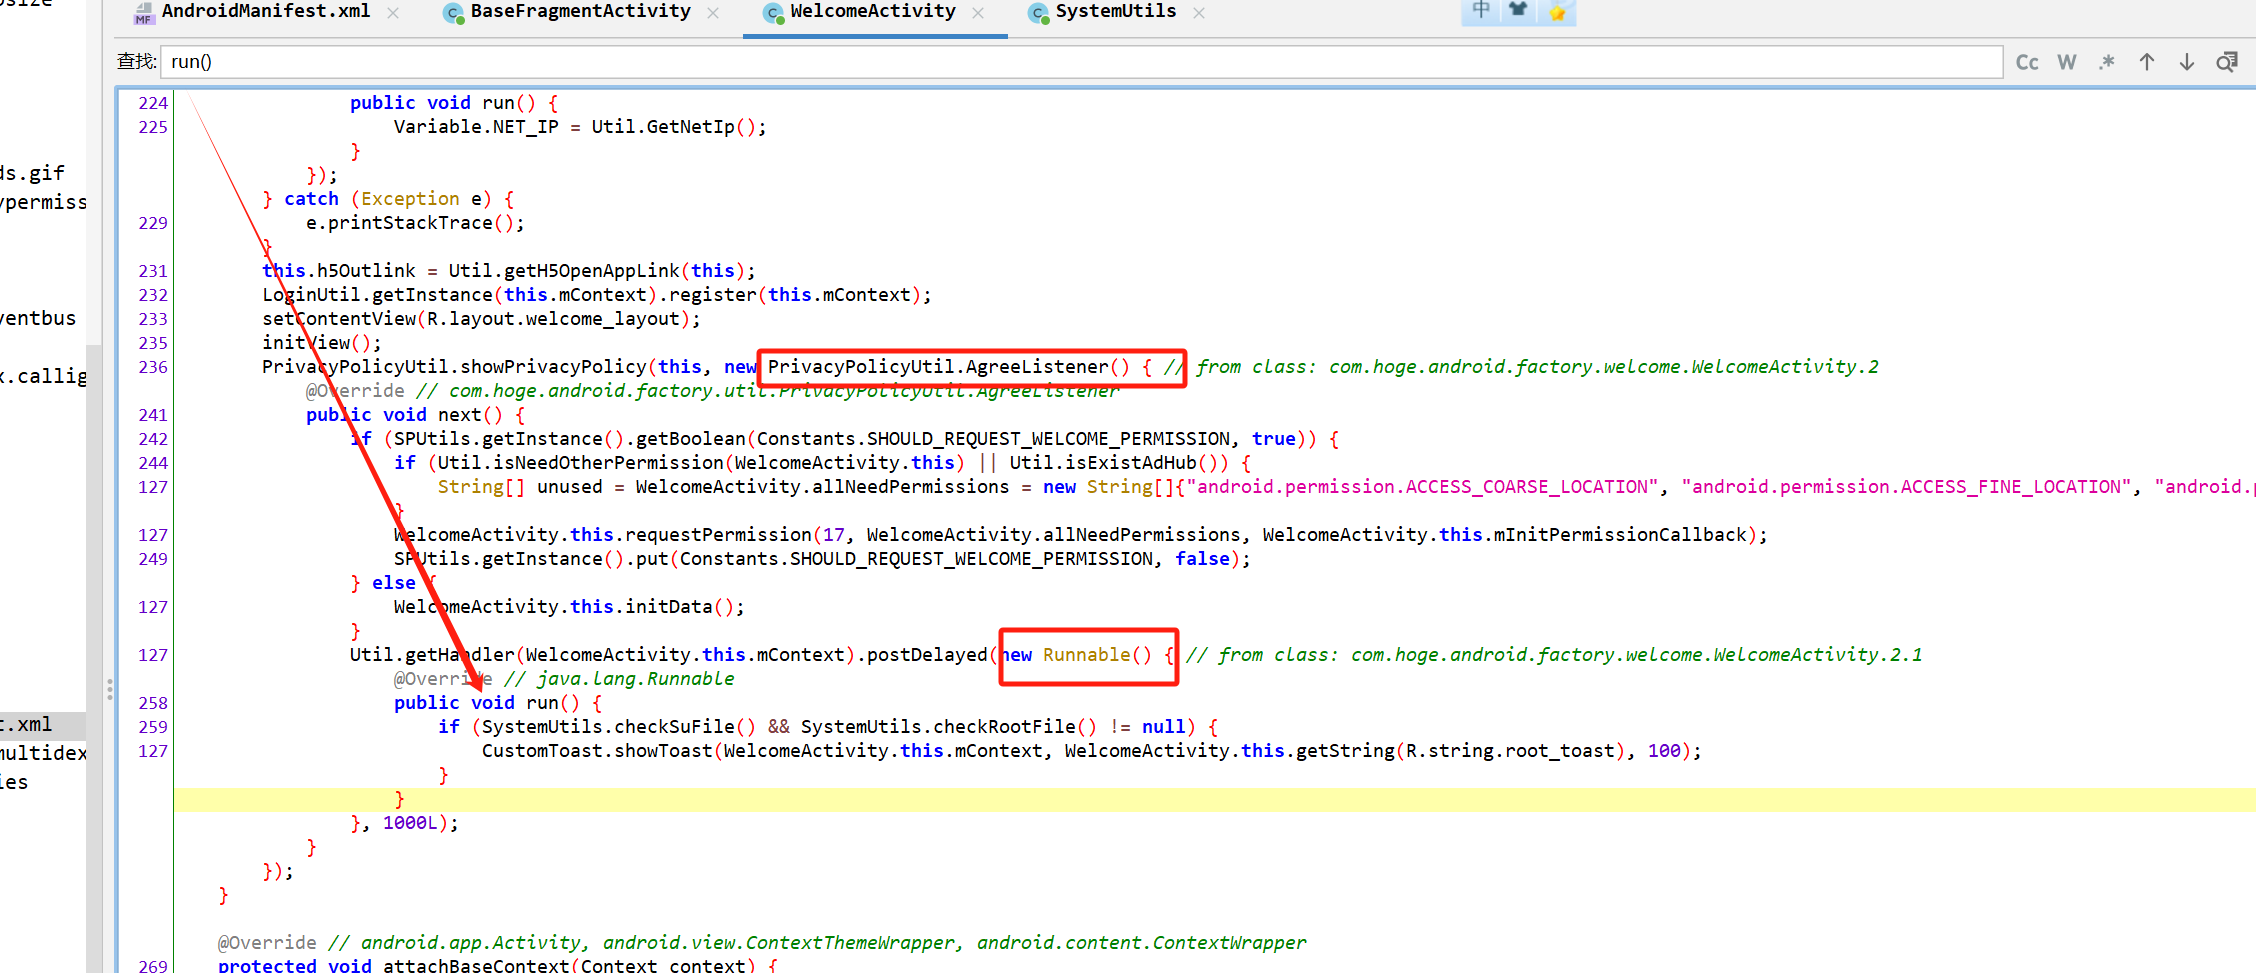 AndroidManifest.xml BaseFragmentActivity WelcomeActivity SystemUtils 中
查找: run() Cc W .*
224 public void run() {
225 Variable.NET_IP = Util.GetNetIp();
}
ds.gif });
ypermiss } catch (Exception e) {
229 e.printStackTrace();
}
231 this.h5Outlink = Util.getH5OpenAppLink(this);
232 LoginUtil.getInstance(this.mContext).register(this.mContext);
ventbus 233 setContentView(R.layout.welcome_layout);
235 initView();
x.callig 236 PrivacyPolicyUtil.showPrivacyPolicy(this, new PrivacyPolicyUtil.AgreeListener() { // from class: com.hoge.android.factory.welcome.WelcomeActivity.2
@Override // com.hoge.android.factory.util.PrivacyPolicyUtil.AgreeListener
241 public void next() {
242 if (SPUtils.getInstance().getBoolean(Constants.SHOULD_REQUEST_WELCOME_PERMISSION, true)) {
244 if (Util.isNeedOtherPermission(WelcomeActivity.this) || Util.isExistAdHub()) {
127 String[] unused = WelcomeActivity.allNeedPermissions = new String[]{"android.permission.ACCESS_COARSE_LOCATION", "android.permission.ACCESS_FINE_LOCATION", "android.p
}
127 WelcomeActivity.this.requestPermission(17, WelcomeActivity.allNeedPermissions, WelcomeActivity.this.mInitPermissionCallback);
249 SPUtils.getInstance().put(Constants.SHOULD_REQUEST_WELCOME_PERMISSION, false);
} else {
127 WelcomeActivity.this.initData();
}
127 Util.getHandler(WelcomeActivity.this.mContext).postDelayed(new Runnable() { // from class: com.hoge.android.factory.welcome.WelcomeActivity.2.1
@Override // java.lang.Runnable
258 public void run() {
t.xml 259 if (SystemUtils.checkSuFile() && SystemUtils.checkRootFile() != null) {
multidex 127 CustomToast.showToast(WelcomeActivity.this.mContext, WelcomeActivity.this.getString(R.string.root_toast), 100);
ies }
}
}, 1000L);
}
});
}
@Override // android.app.Activity, android.view.ContextThemeWrapper, android.content.ContextWrapper
269 protected void attachBaseContext(Context context) {